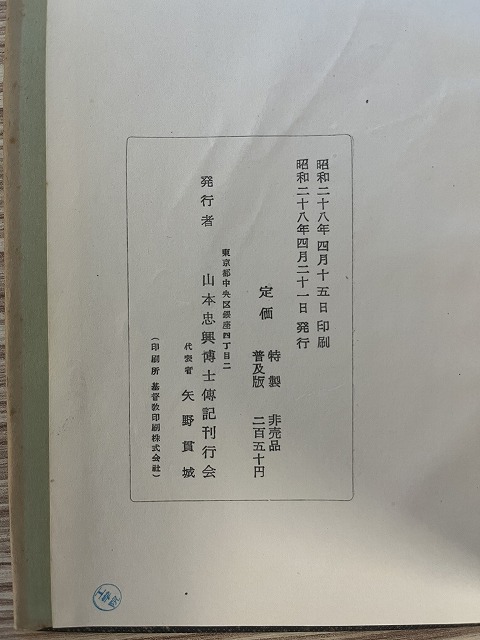 昭和二十八年四月十五日 印刷
昭和二十八年四月二十一日 発行
定価 特製 非売品
普及版 二百五十円
東京都中央区銀座四丁目二
発行者 山本忠興博士傳記刊行会
代表者 矢野貫城
(印刷所 基督教印刷株式会社)